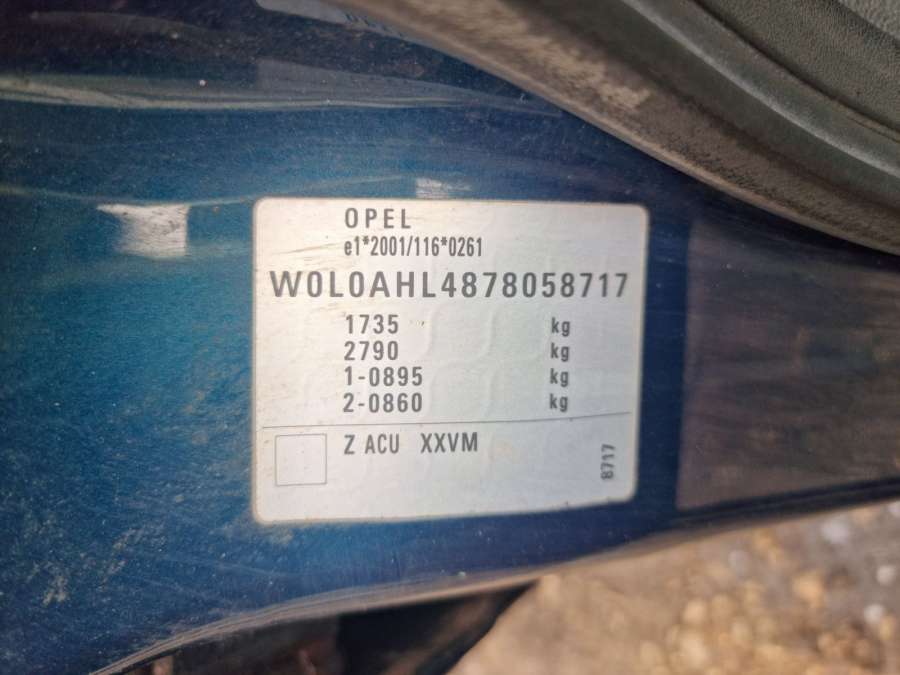 OPEL
e1*2001/116*0261
W0L0AHL4878058717
1735 kg
2790 kg
1-0895 kg
2-0860 kg
Z ACU XXVM
8717